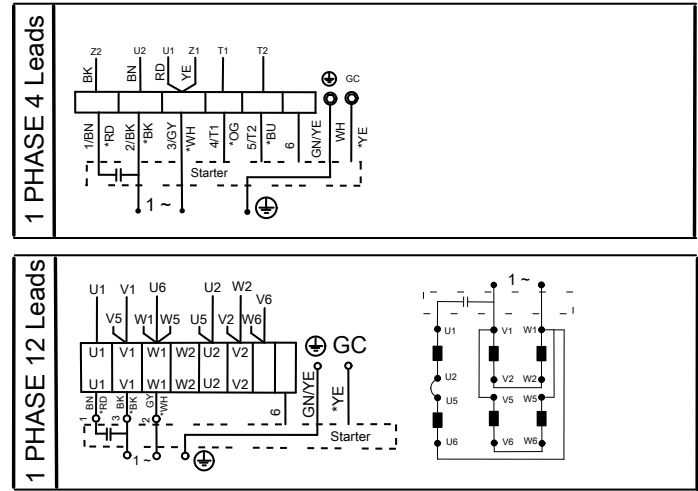 1 PHASE 4 Leads
Z2 U2 U1 Z1 T1 T2
BK BN RD YE
GC
1/BN *RD 2/BK *BK 3/GY *WH 4/T1 *OG 5/T2 *BU 6 GN/YE WH *YE
Starter
1 ~
1 PHASE 12 Leads
U1 V1 U6 U2 W2 V6
V5 W1 W5 U5 V2 W6
U1 V1 W1 W2 U2 V2
U1 V1 W1 W2 U2 V2
GC
1 BN *RD 3 BK *BK 2 GY *WH 6 GN/YE *YE
Starter
1 ~
1 ~
U1 V1 W1
U2 V2 W2
U5 V5 W5
U6 V6 W6